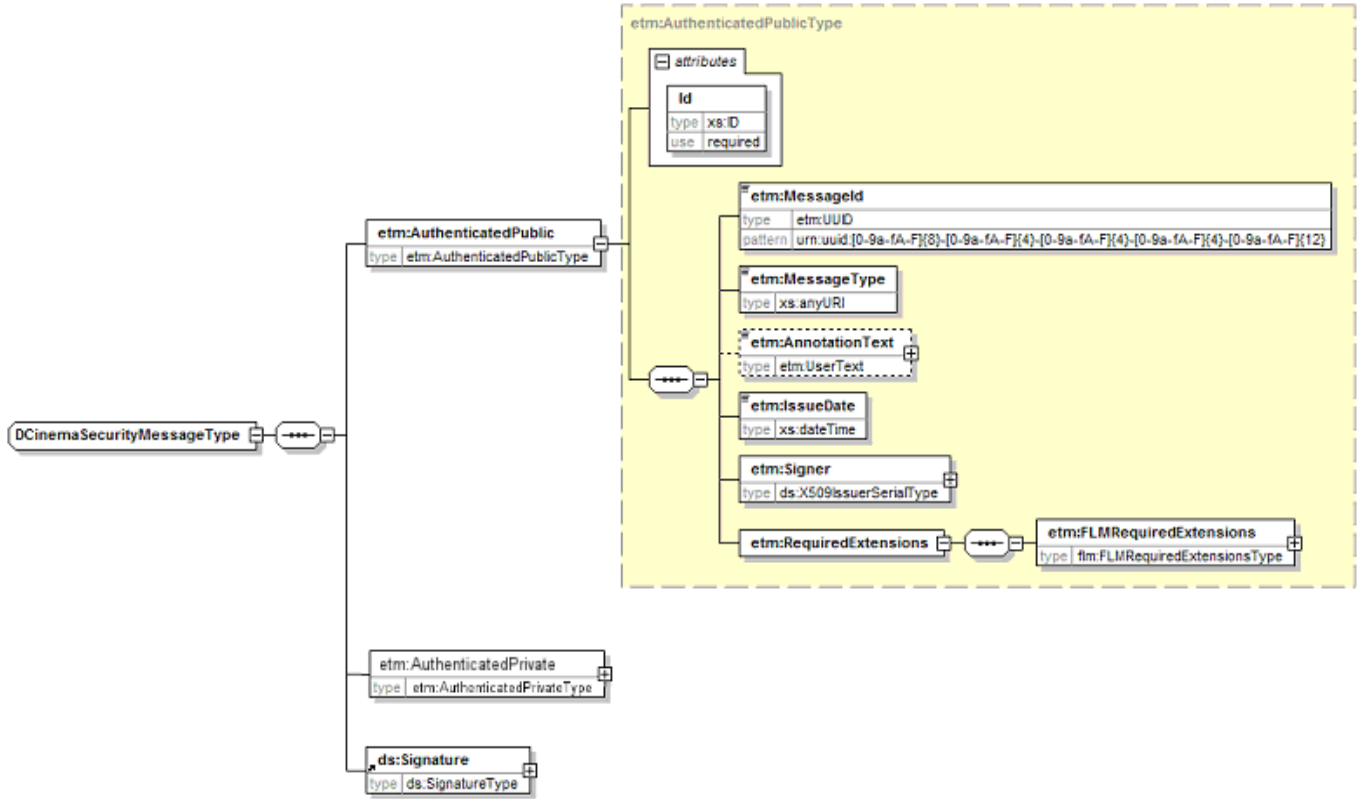 etm:AuthenticatedPublicType
attributes
Id
type xs:ID
use required
etm:MessageId
type etm:UUID
pattern urn:uuid:[0-9a-fA-F]{8}-[0-9a-fA-F]{4}-[0-9a-fA-F]{4}-[0-9a-fA-F]{4}-[0-9a-fA-F]{12}
etm:AuthenticatedPublic
type etm:AuthenticatedPublicType
etm:MessageType
type xs:anyURI
etm:AnnotationText
type etm:UserText
etm:IssueDate
type xs:dateTime
DCinemaSecurityMessageType
etm:Signer
type ds:X509IssuerSerialType
etm:RequiredExtensions
etm:FLMRequiredExtensions
type flm:FLMRequiredExtensionsType
etm:AuthenticatedPrivate
type etm:AuthenticatedPrivateType
ds:Signature
type ds:SignatureType